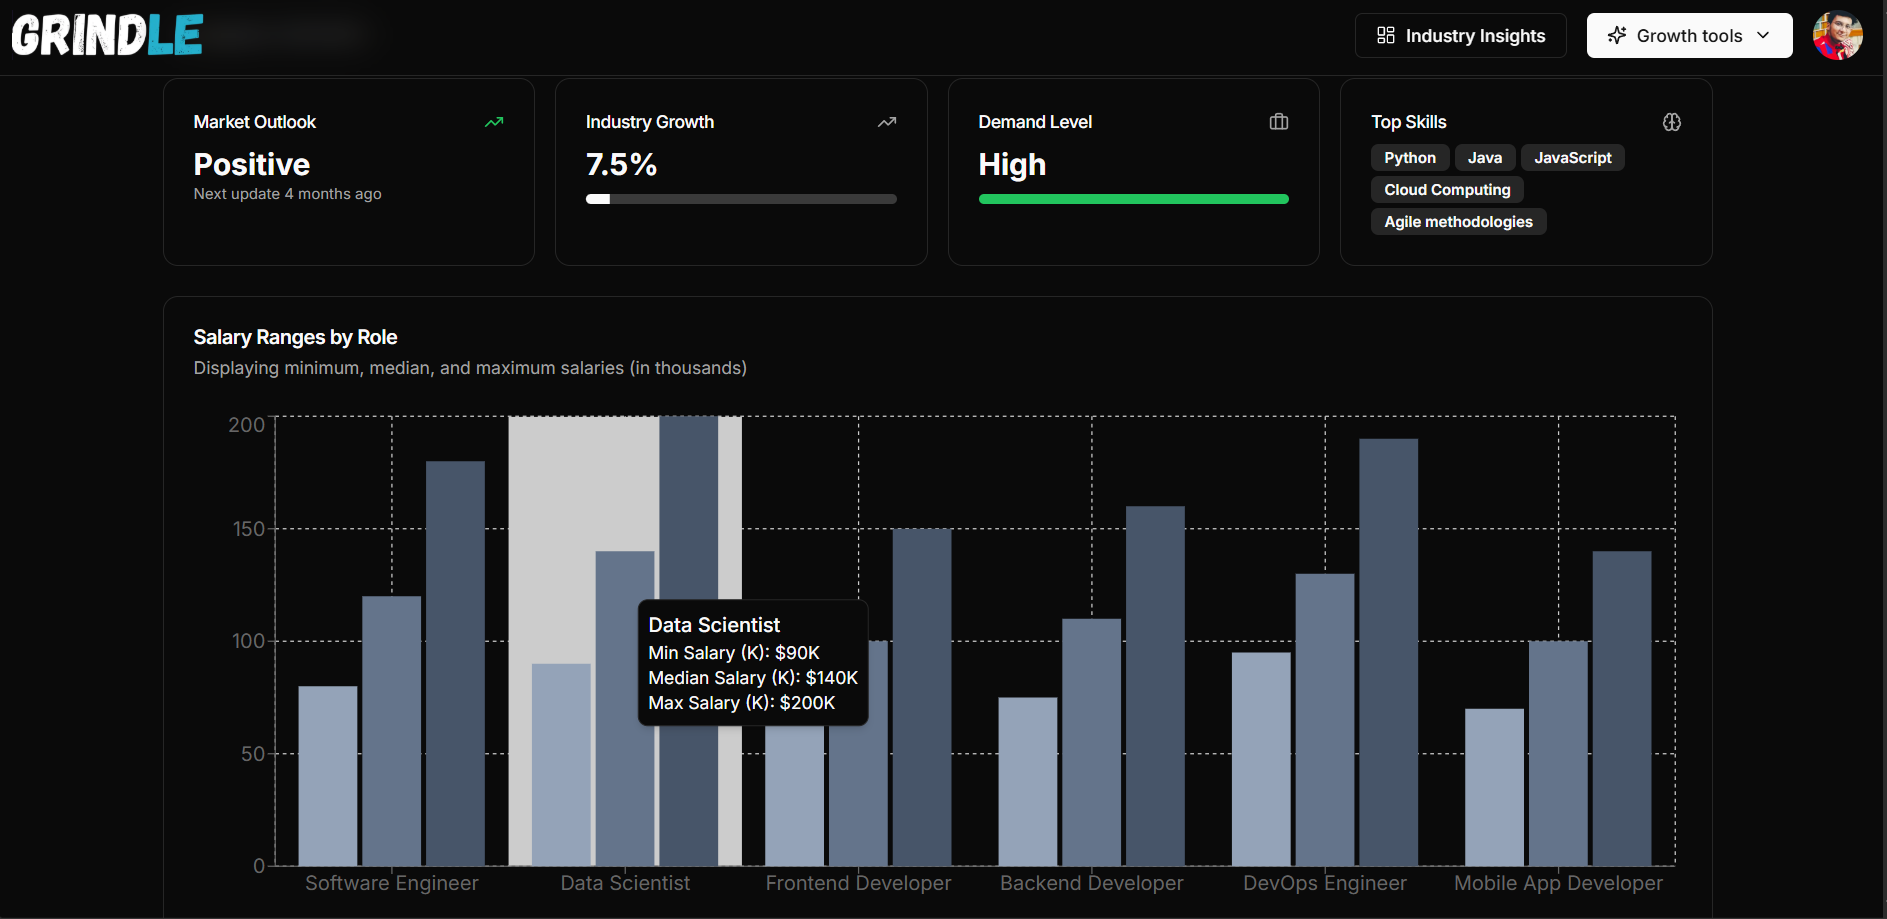 GRINDLE
Industry Insights
Growth tools
Market Outlook
Positive
Next update 4 months ago
Industry Growth
7.5%
Demand Level
High
Top Skills
Python
Java
JavaScript
Cloud Computing
Agile methodologies
Salary Ranges by Role
Displaying minimum, median, and maximum salaries (in thousands)
200
150
100
50
0
Data Scientist
Min Salary (K): $90K
Median Salary (K): $140K
Max Salary (K): $200K
Software Engineer
Data Scientist
Frontend Developer
Backend Developer
DevOps Engineer
Mobile App Developer